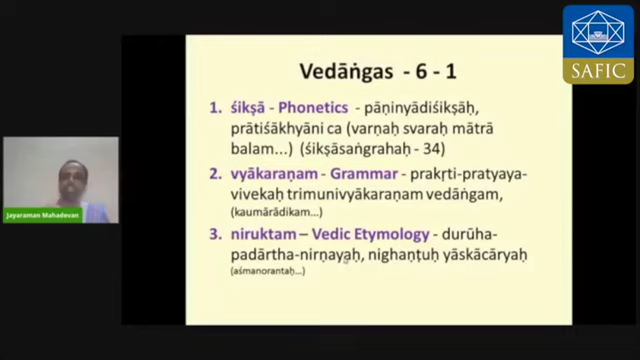 SAFIC
Vedāṅgas - 6 - 1
1. śikṣā - Phonetics - pāṇinyādiśikṣāḥ,
prātiśākhyāni ca (varṇaḥ svaraḥ mātrā
balam...) (śikṣāsaṅgrahaḥ - 34)
2. vyākaraṇam - Grammar - prakṛti-pratyaya-
vivekaḥ trimunivyākaraṇam vedāṅgam,
(kaumārādikam...)
3. niruktam – Vedic Etymology - durūha-
padārtha-nirṇayaḥ, nighaṇṭuḥ yāskācāryaḥ
(aśmanorantaḥ...)
Jayaraman Mahadevan